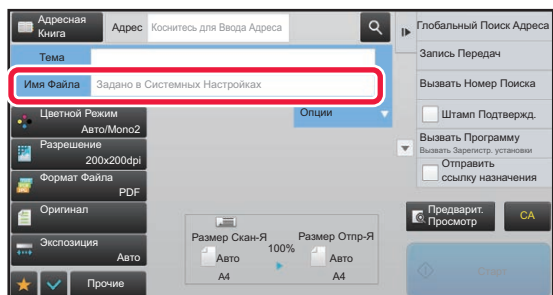 Адресная Книга
Адрес
Коснитесь для Ввода Адреса
Тема
Имя Файла
Задано в Системных Настройках
Цветной Режим
Авто/Mono2
Разрешение
200x200dpi
Формат Файла
PDF
Оригинал
Экспозиция
Авто
Прочие
Опции
Размер Скан-Я
100%
Размер Отпр-Я
Авто
A4
Авто
A4
Глобальный Поиск Адреса
Запись Передач
Вызвать Номер Поиска
Штамп Подтвержд.
Вызвать Программу
Вызвать Зарегистр. установки
Отправить
ссылку назначения
Предварит.
Просмотр
CA
Старт